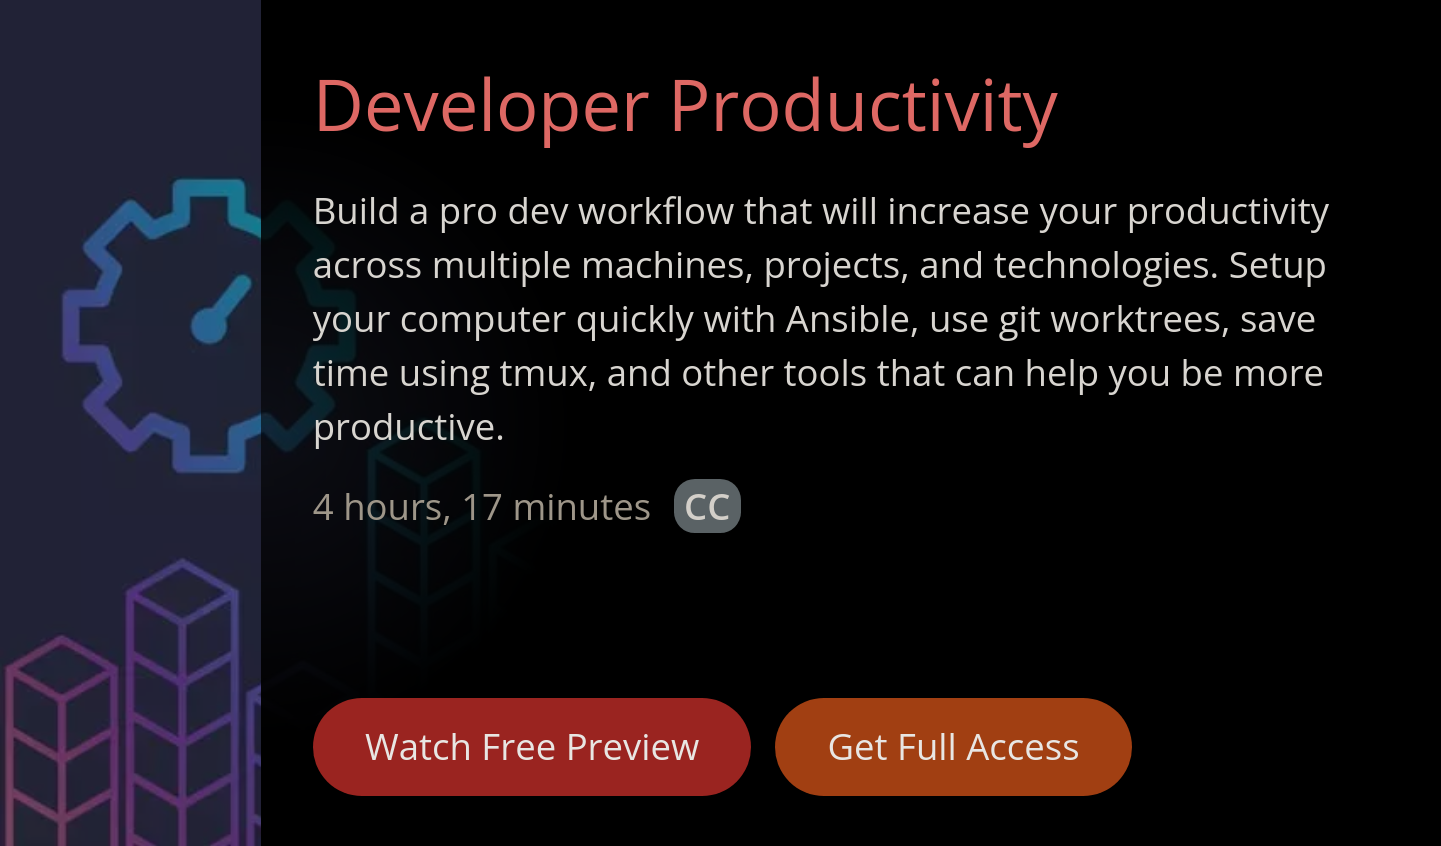 Developer Productivity
Build a pro dev workflow that will increase your productivity
across multiple machines, projects, and technologies. Setup
your computer quickly with Ansible, use git worktrees, save
time using tmux, and other tools that can help you be more
productive.
4 hours, 17 minutes CC
Watch Free Preview Get Full Access